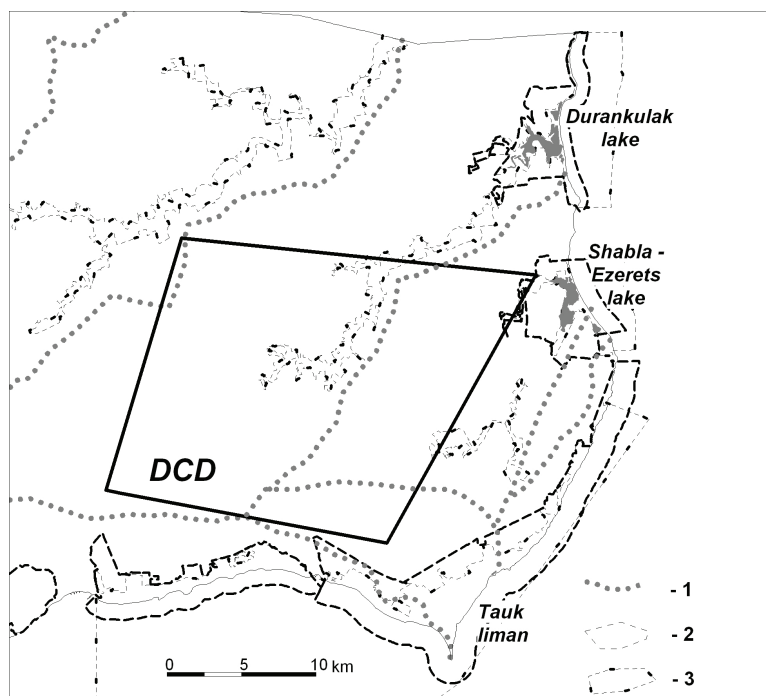 Durankulak
lake
Shabla -
Ezerets
lake
DCD
Tauk
liman
- 1
- 2
- 3
0 5 10 km